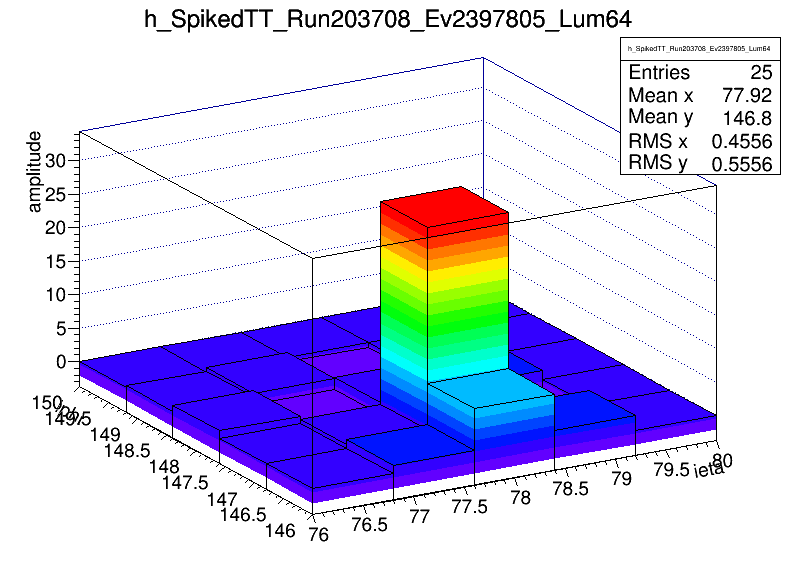 h_SpikedTT_Run203708_Ev2397805_Lum64
h_SpikedTT_Run203708_Ev2397805_Lum64
Entries 25
Mean x 77.92
Mean y 146.8
RMS x 0.4556
RMS y 0.5556
amplitude
30
25
20
15
10
5
0
150
149.5
149
148.5
148
147.5
147
146.5
146
76
76.5
77
77.5
78
78.5
79
79.5
80
ieta